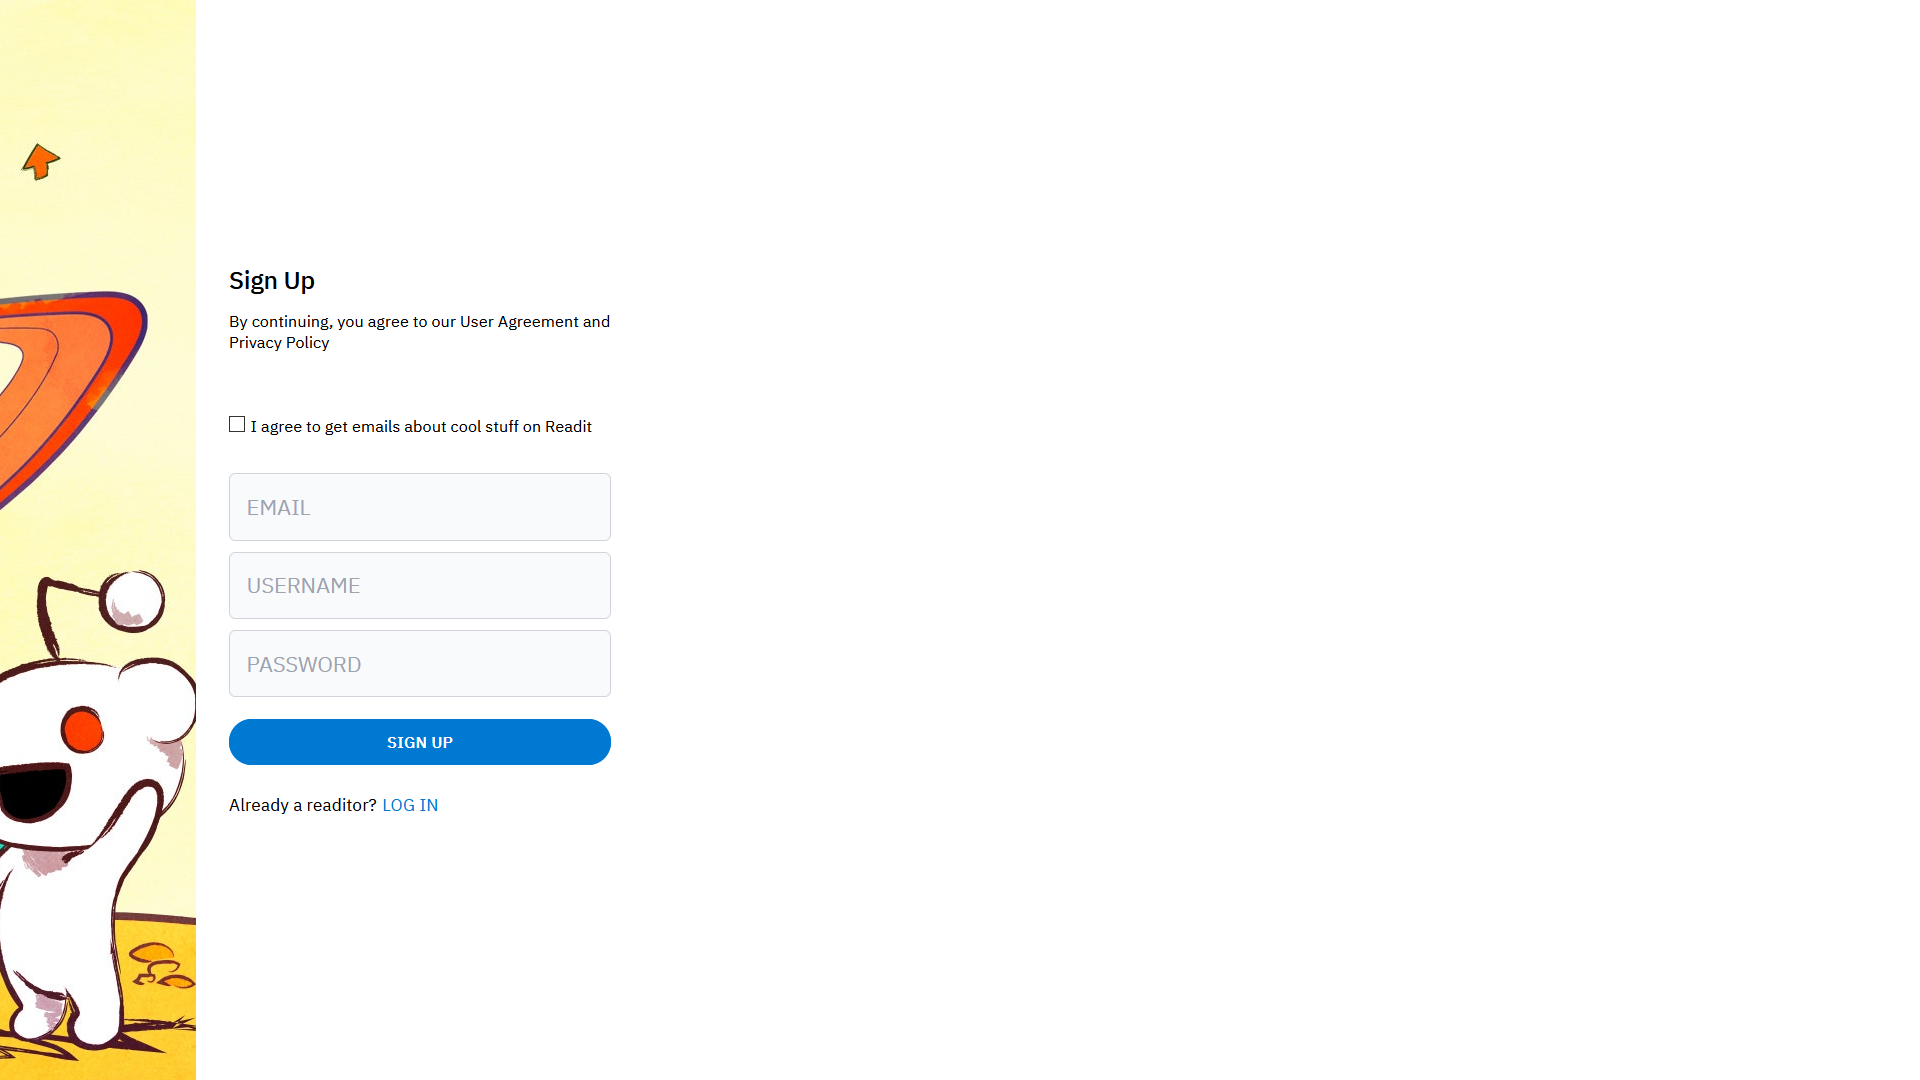 Sign Up
By continuing, you agree to our User Agreement and
Privacy Policy
I agree to get emails about cool stuff on Readit
EMAIL
USERNAME
PASSWORD
SIGN UP
Already a readitor? LOG IN